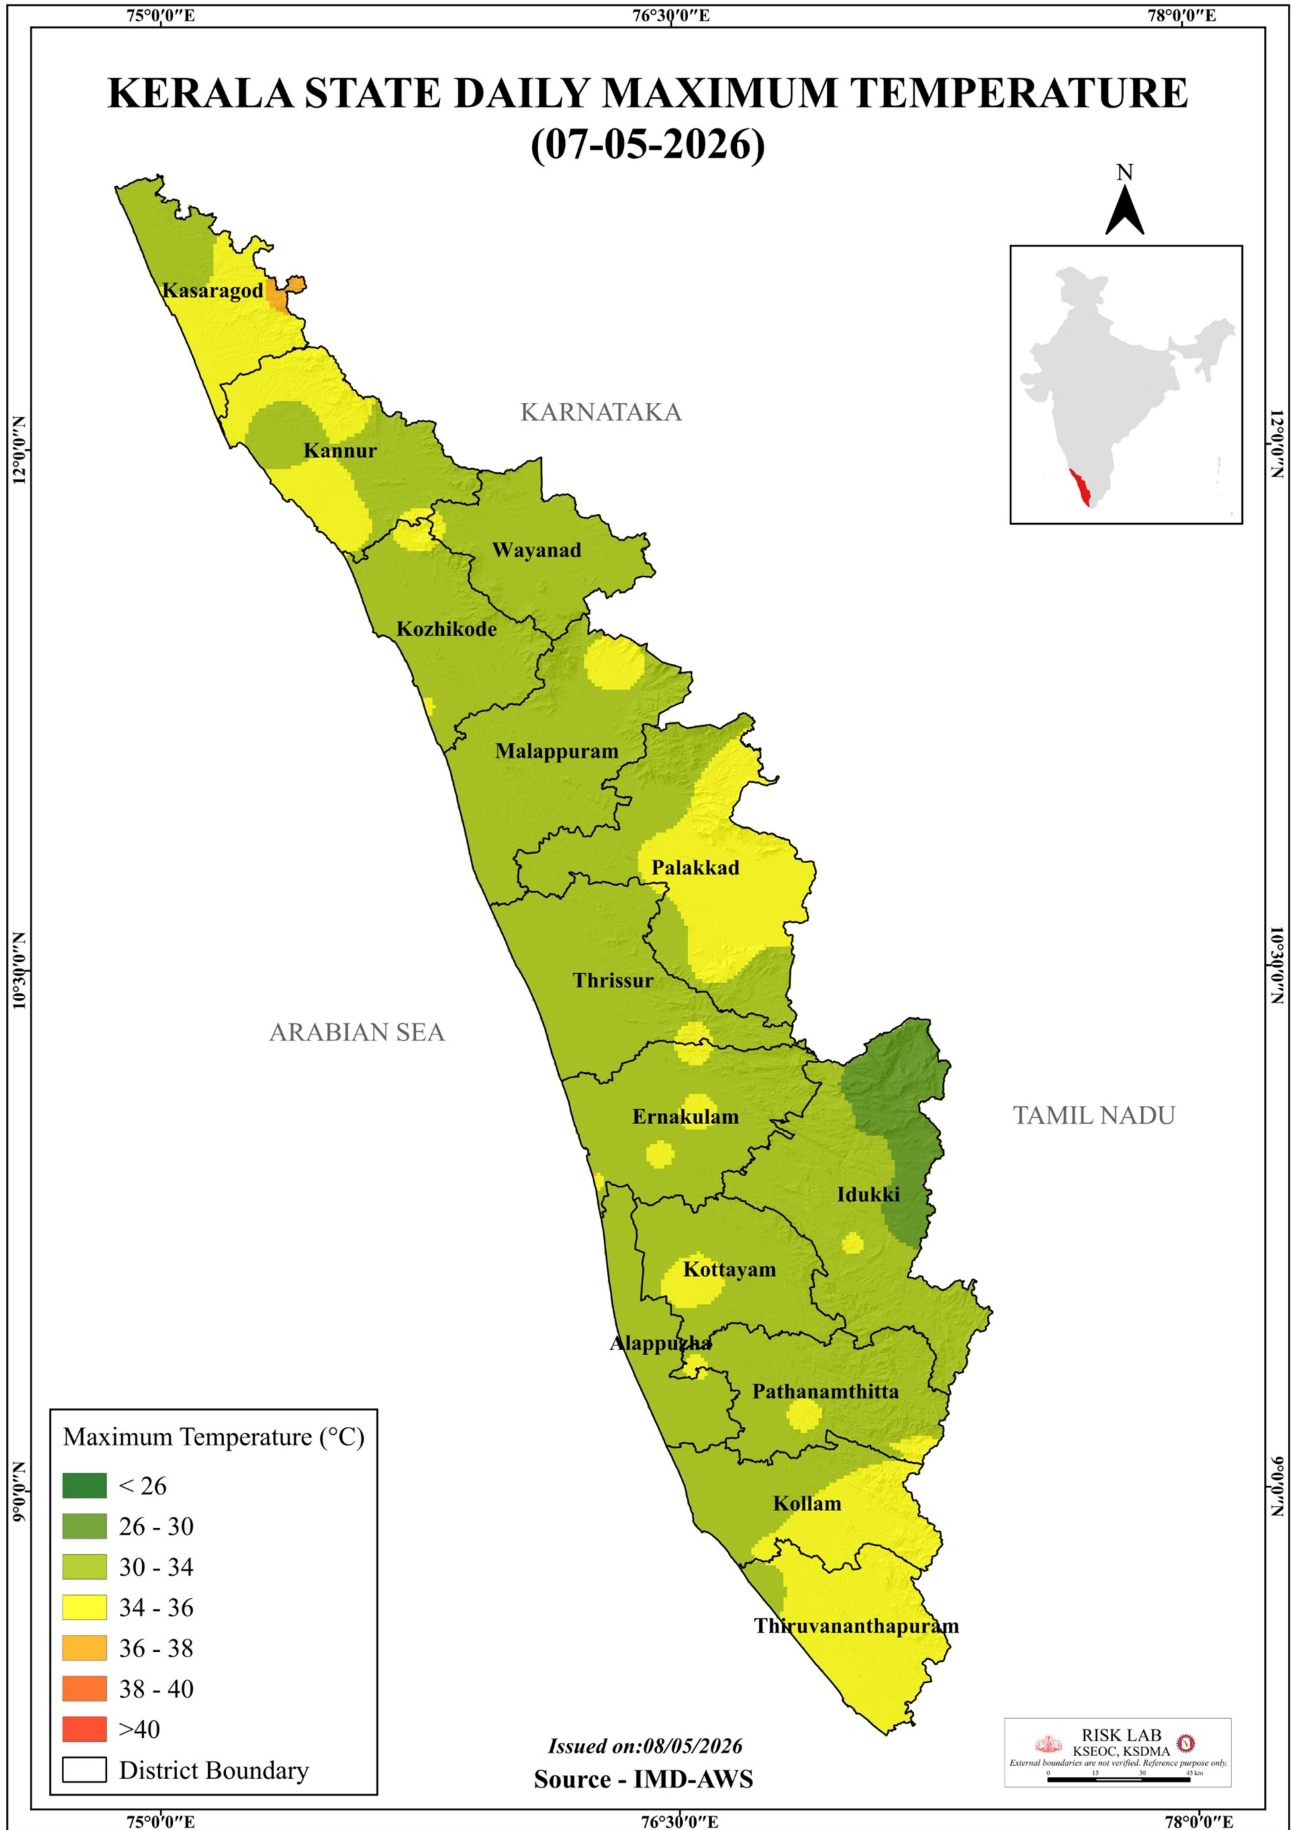 75°0'0"E 76°30'0"E 78°0'0"E
KERALA STATE DAILY MAXIMUM TEMPERATURE
(07-05-2026)
N
Kasaragod
KARNATAKA
12°0'0"N 12°0'0"N
Kannur
Wayanad
Kozhikode
Malappuram
Palakkad
10°30'0"N 10°30'0"N
Thrissur
ARABIAN SEA
Ernakulam
TAMIL NADU
Idukki
Kottayam
Alappuzha
Pathanamthitta
9°0'0"N 9°0'0"N
Kollam
Thiruvananthapuram
Maximum Temperature (°C)
< 26
26 - 30
30 - 34
34 - 36
36 - 38
38 - 40
>40
District Boundary
Issued on:08/05/2026
Source - IMD-AWS
RISK LAB
KSEOC, KSDMA
External boundaries are not verified. Reference purpose only.
0 15 30 45 km
75°0'0"E 76°30'0"E 78°0'0"E